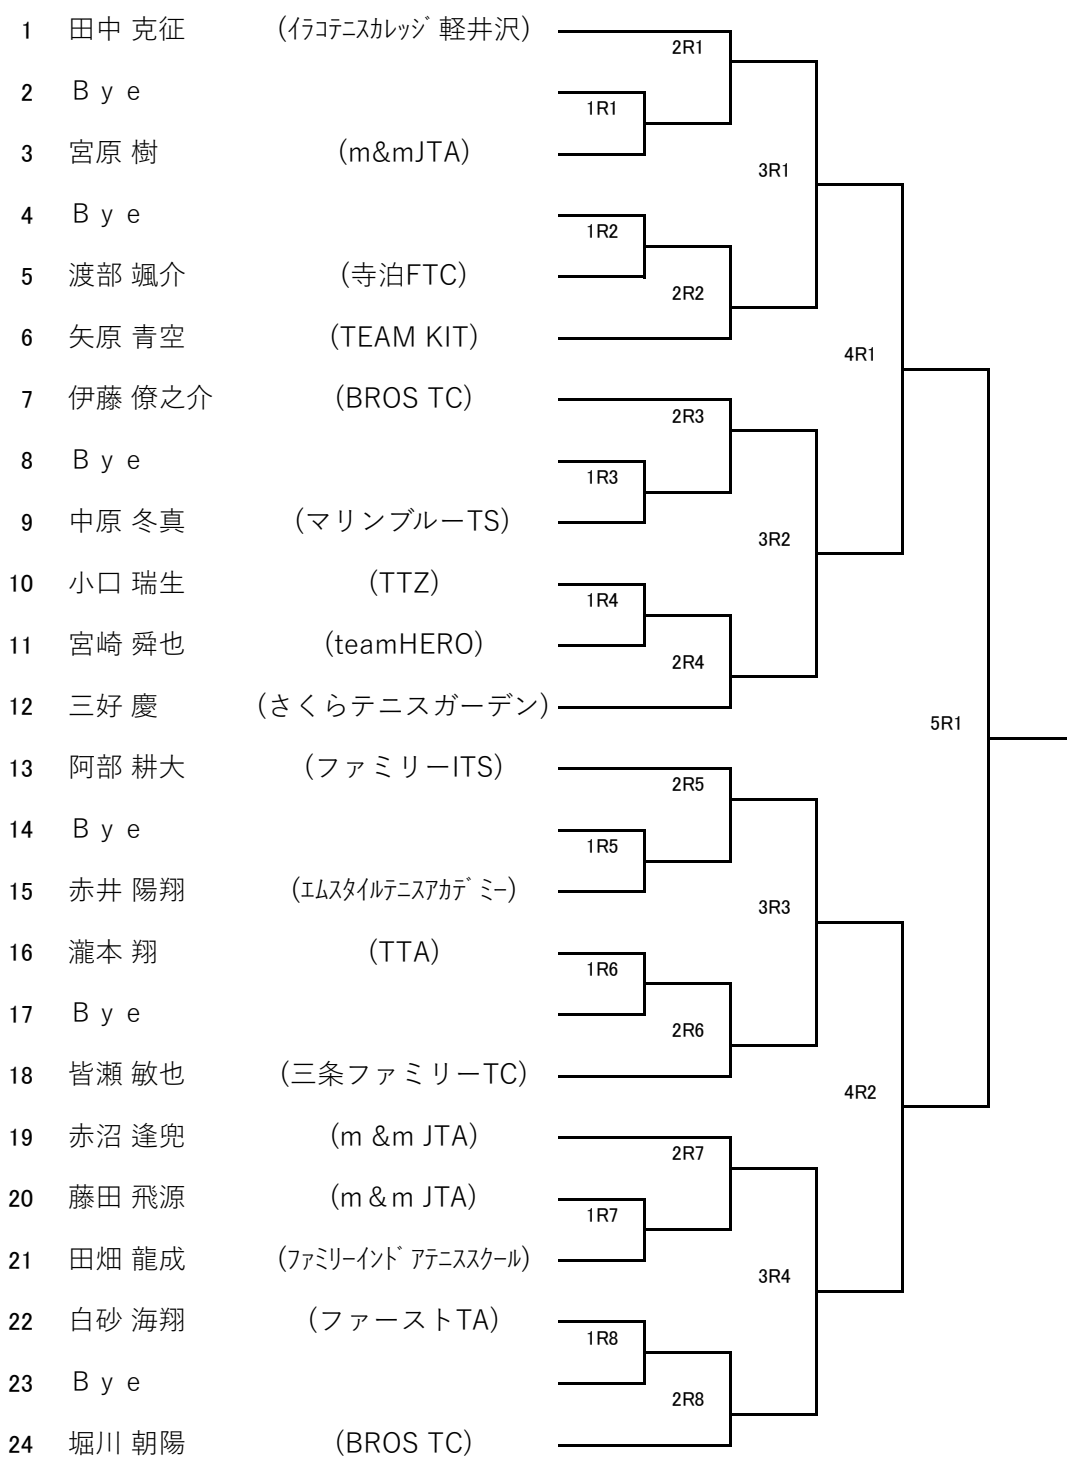 1 田中 克征 (ｲﾗｺﾃﾆｽｶﾚｯｼﾞ軽井沢)
2R1
2 Ｂｙｅ
1R1
3 宮原 樹 (m&mJTA)
3R1
4 Ｂｙｅ
1R2
5 渡部 颯介 (寺泊FTC)
2R2
6 矢原 青空 (TEAM KIT)
4R1
7 伊藤 僚之介 (BROS TC)
2R3
8 Ｂｙｅ
1R3
9 中原 冬真 (マリンブルーTS)
3R2
10 小口 瑞生 (TTZ)
1R4
11 宮崎 舜也 (teamHERO)
2R4
12 三好 慶 (さくらテニスガーデン)
5R1
13 阿部 耕大 (ファミリーITS)
2R5
14 Ｂｙｅ
1R5
15 赤井 陽翔 (ｴﾑｽﾀｲﾙﾃﾆｽｱｶﾃﾞﾐｰ)
3R3
16 瀧本 翔 (TTA)
1R6
17 Ｂｙｅ
2R6
18 皆瀬 敏也 (三条ファミリーTC)
4R2
19 赤沼 逢兜 (m &m JTA)
2R7
20 藤田 飛源 (m＆m JTA)
1R7
21 田畑 龍成 (ﾌｧﾐﾘｰｲﾝﾄﾞｱﾃﾆｽｽｸｰﾙ)
3R4
22 白砂 海翔 (ファーストTA)
1R8
23 Ｂｙｅ
2R8
24 堀川 朝陽 (BROS TC)